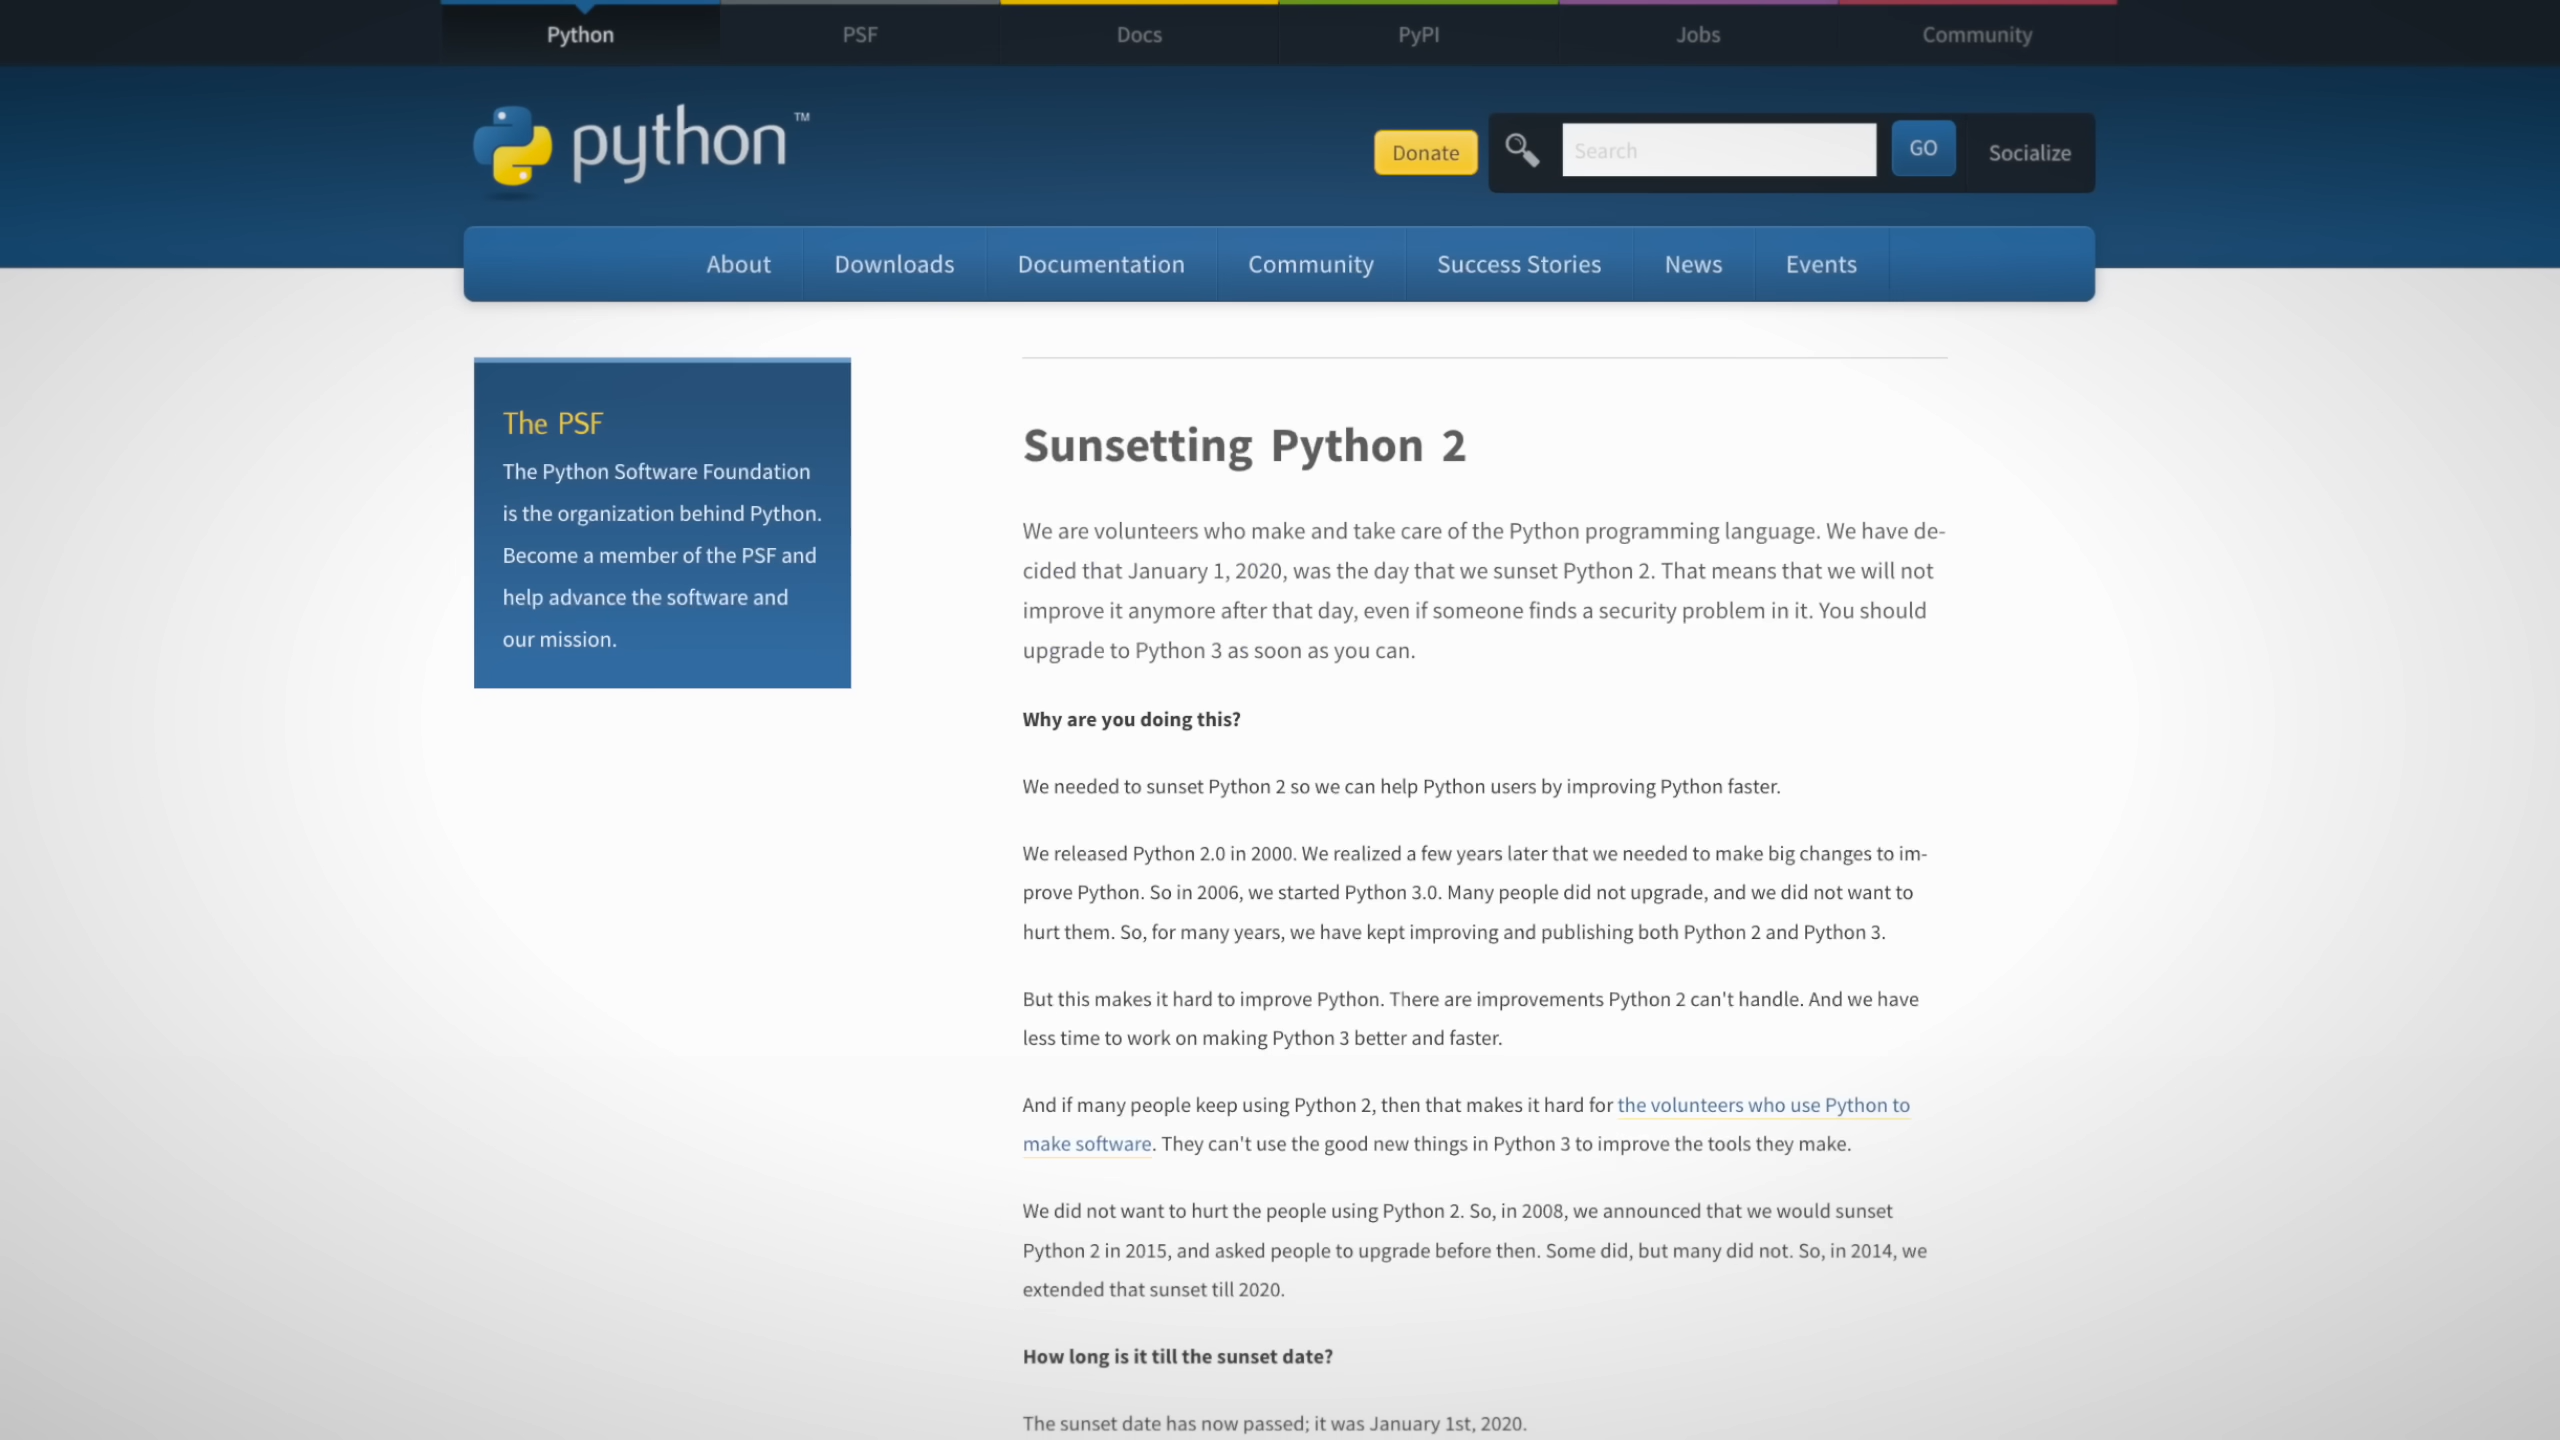 Python
PSF
Docs
PyPI
Jobs
Community
python™
Donate
Search
GO
Socialize
About
Downloads
Documentation
Community
Success Stories
News
Events
The PSF
The Python Software Foundation
is the organization behind Python.
Become a member of the PSF and
help advance the software and
our mission.
Sunsetting Python 2
We are volunteers who make and take care of the Python programming language. We have de-
cided that January 1, 2020, was the day that we sunset Python 2. That means that we will not
improve it anymore after that day, even if someone finds a security problem in it. You should
upgrade to Python 3 as soon as you can.
Why are you doing this?
We needed to sunset Python 2 so we can help Python users by improving Python faster.
We released Python 2.0 in 2000. We realized a few years later that we needed to make big changes to im-
prove Python. So in 2006, we started Python 3.0. Many people did not upgrade, and we did not want to
hurt them. So, for many years, we have kept improving and publishing both Python 2 and Python 3.
But this makes it hard to improve Python. There are improvements Python 2 can't handle. And we have
less time to work on making Python 3 better and faster.
And if many people keep using Python 2, then that makes it hard for the volunteers who use Python to
make software. They can't use the good new things in Python 3 to improve the tools they make.
We did not want to hurt the people using Python 2. So, in 2008, we announced that we would sunset
Python 2 in 2015, and asked people to upgrade before then. Some did, but many did not. So, in 2014, we
extended that sunset till 2020.
How long is it till the sunset date?
The sunset date has now passed; it was January 1st, 2020.